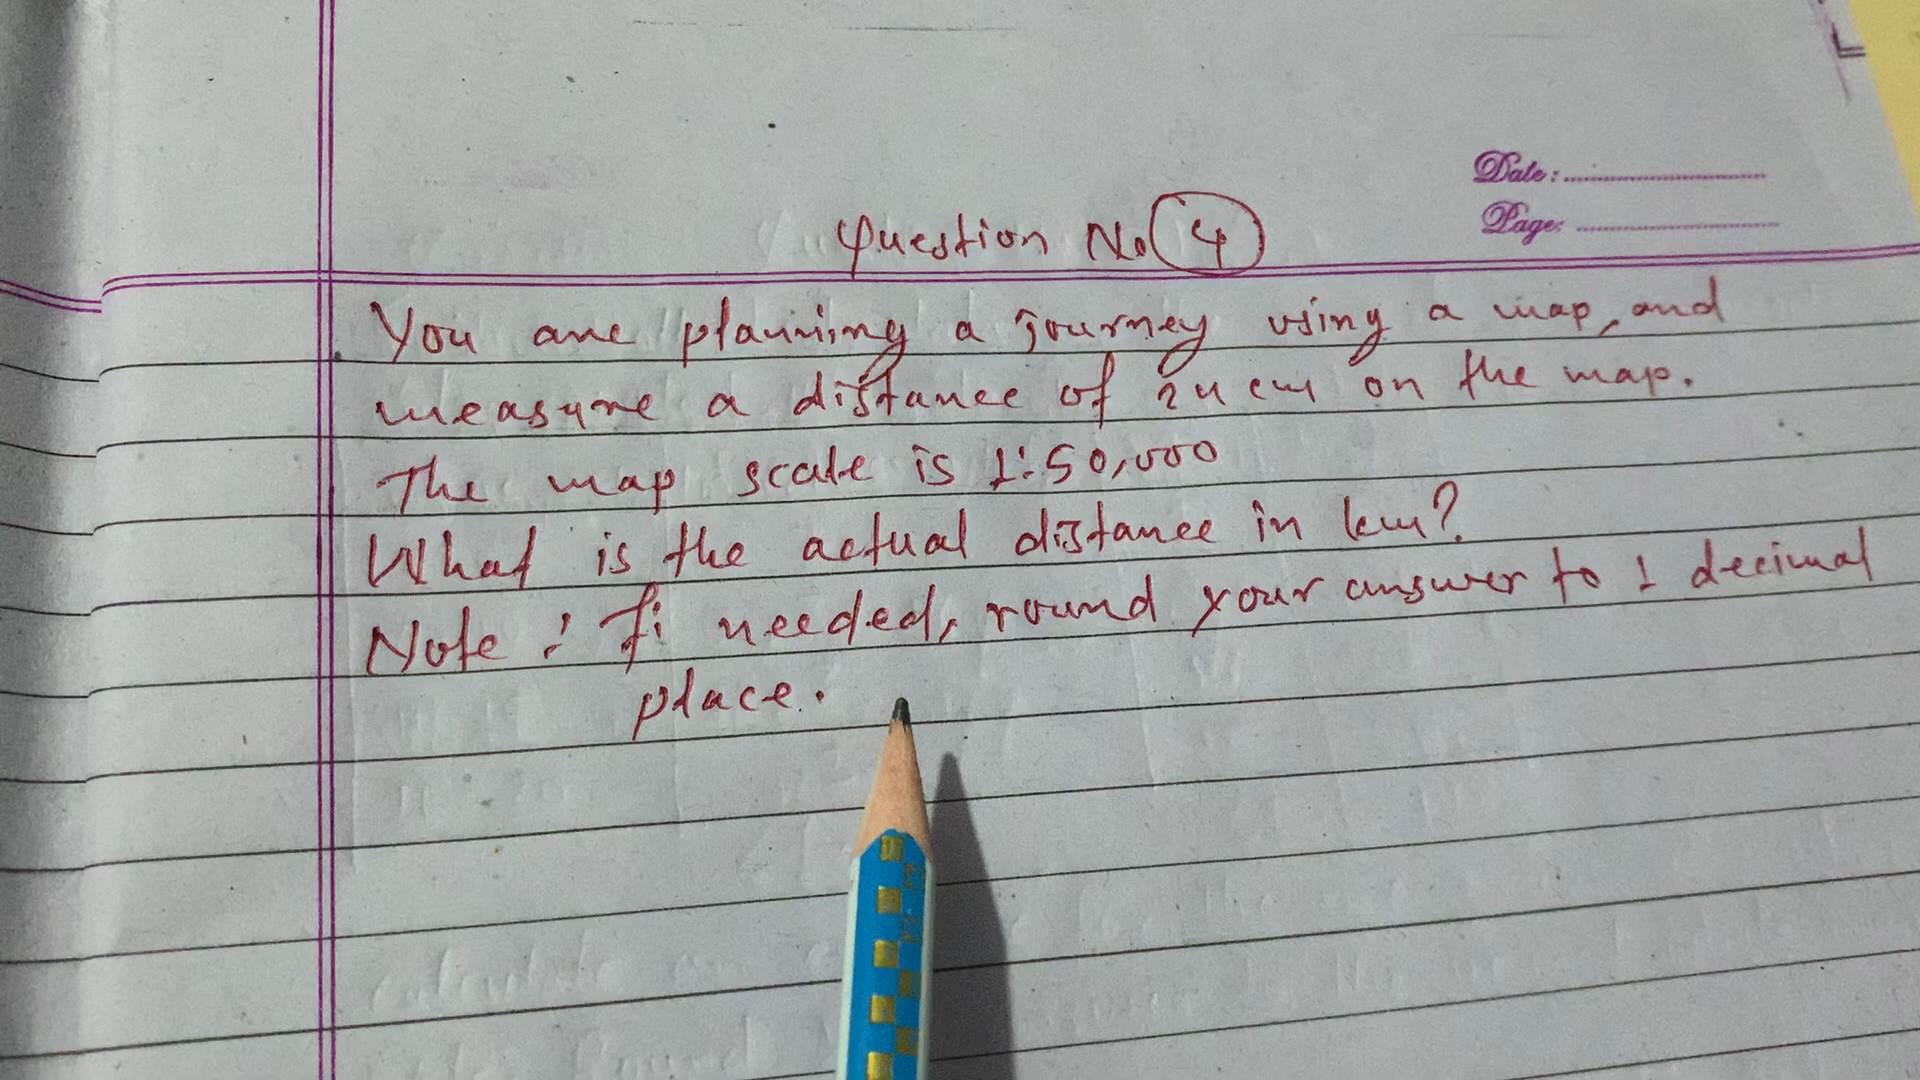 Date:
Page:
Question No 4
You are planning a journey using a map, and
measure a distance of 24 cm on the map.
The map scale is 1:50,000
What is the actual distance in km?
Note : If needed, round your answer to 1 decimal
place.